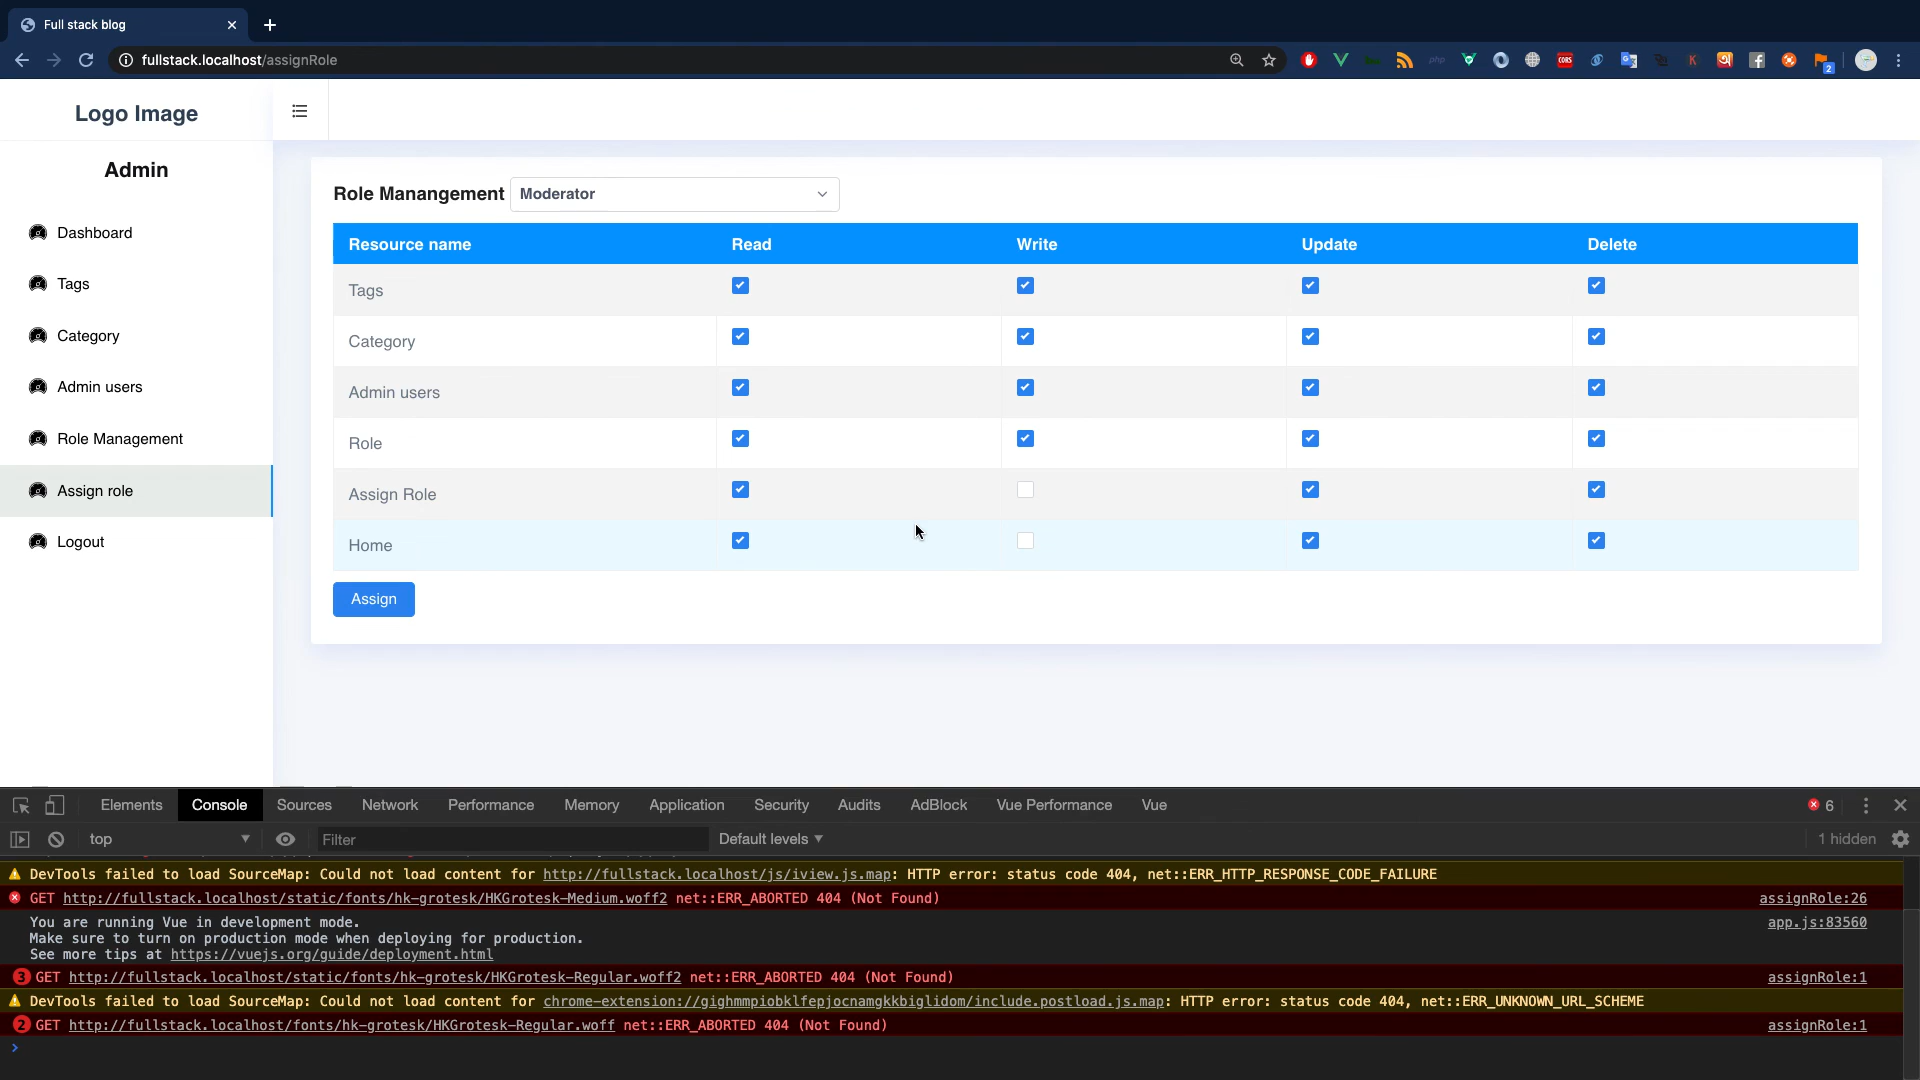 Full stack blog
fullstack.localhost/assignRole
php
CORS
K
2
Logo Image
Admin
Dashboard
Tags
Category
Admin users
Role Management
Assign role
Logout
Role Manangement Moderator
Resource name Read Write Update Delete
Tags
Category
Admin users
Role
Assign Role
Home
Assign
Elements Console Sources Network Performance Memory Application Security Audits AdBlock Vue Performance Vue 6
top Filter Default levels 1 hidden
DevTools failed to load SourceMap: Could not load content for http://fullstack.localhost/js/iview.js.map: HTTP error: status code 404, net::ERR_HTTP_RESPONSE_CODE_FAILURE
GET http://fullstack.localhost/static/fonts/hk-grotesk/HKGrotesk-Medium.woff2 net::ERR_ABORTED 404 (Not Found) assignRole:26
You are running Vue in development mode. app.js:83560
Make sure to turn on production mode when deploying for production.
See more tips at https://vuejs.org/guide/deployment.html
3 GET http://fullstack.localhost/static/fonts/hk-grotesk/HKGrotesk-Regular.woff2 net::ERR_ABORTED 404 (Not Found) assignRole:1
DevTools failed to load SourceMap: Could not load content for chrome-extension://gighmmpiobklfepjocnamgkkbiglidom/include.postload.js.map: HTTP error: status code 404, net::ERR_UNKNOWN_URL_SCHEME
2 GET http://fullstack.localhost/fonts/hk-grotesk/HKGrotesk-Regular.woff net::ERR_ABORTED 404 (Not Found) assignRole:1